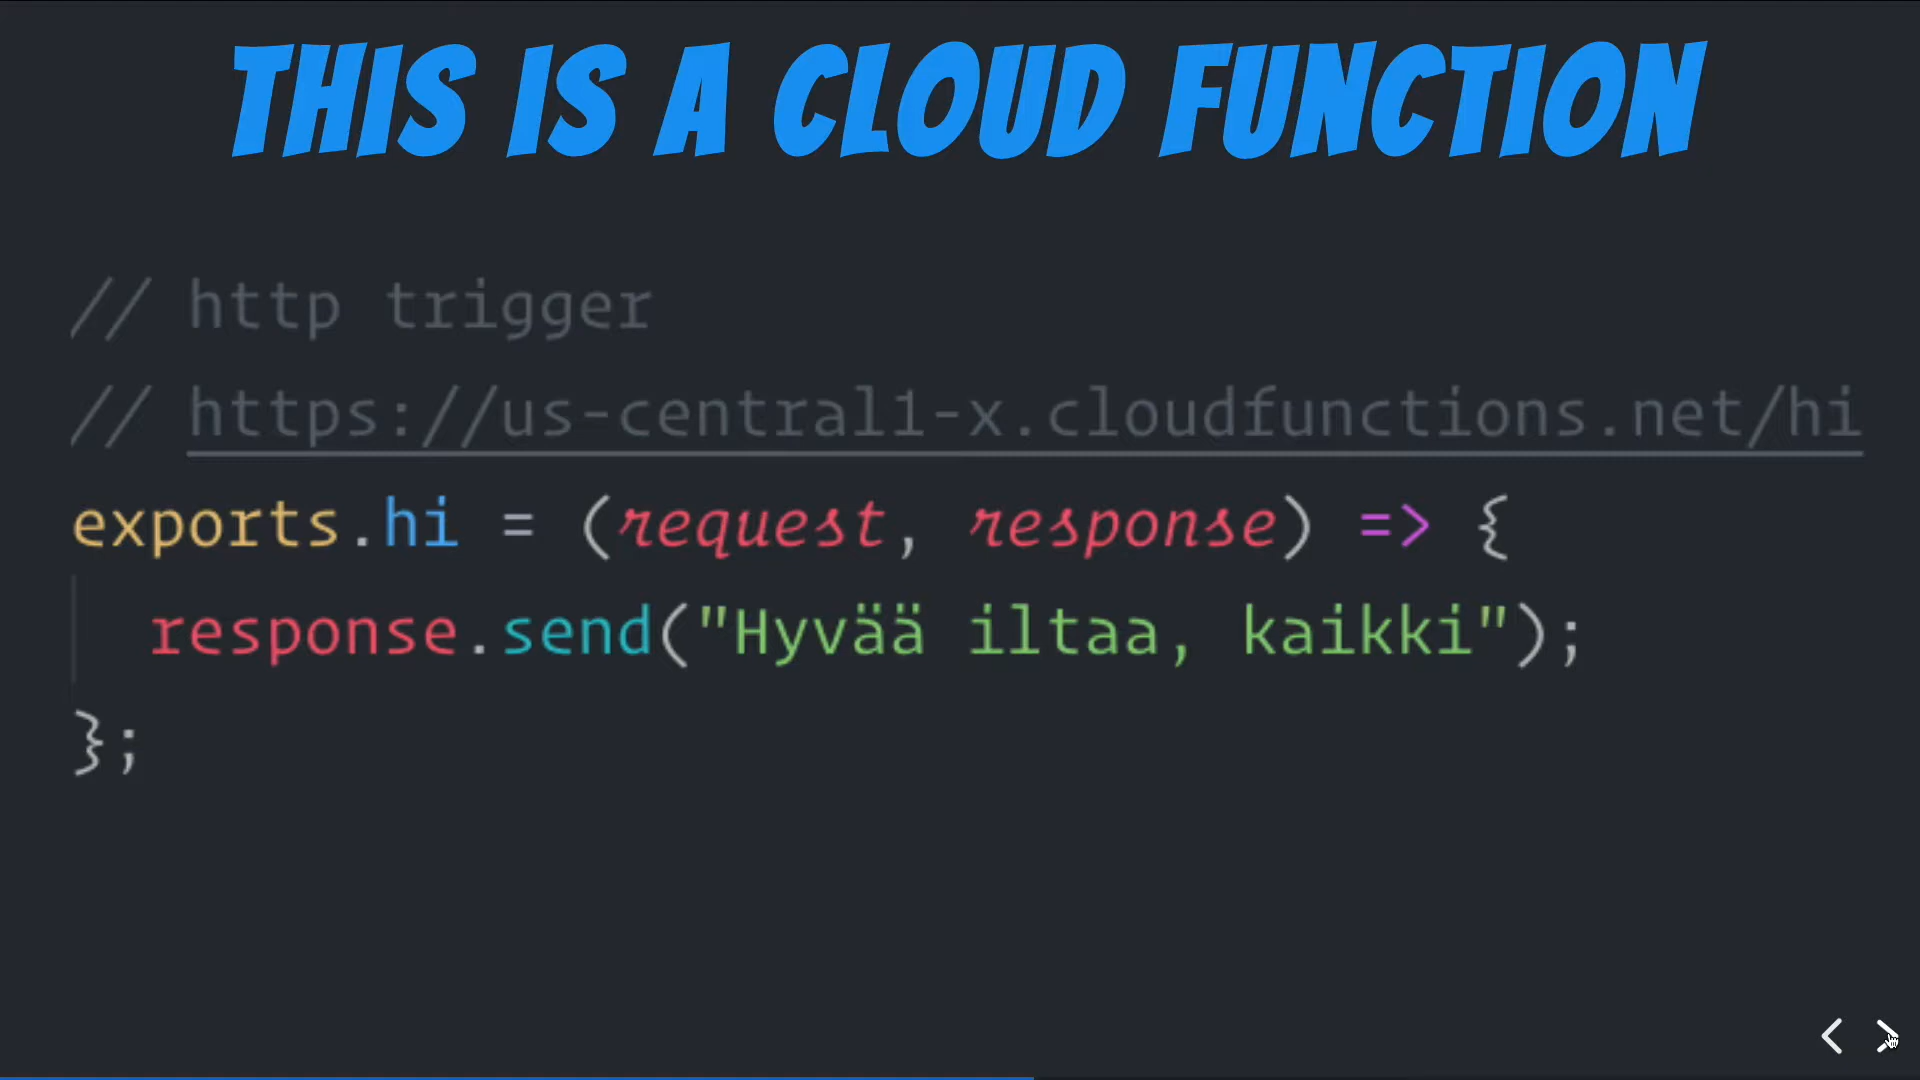 THIS IS A CLOUD FUNCTION
// http trigger
// https://us-central1-x.cloudfunctions.net/hi
exports.hi = (request, response) => {
response.send("Hyvää iltaa, kaikki");
};